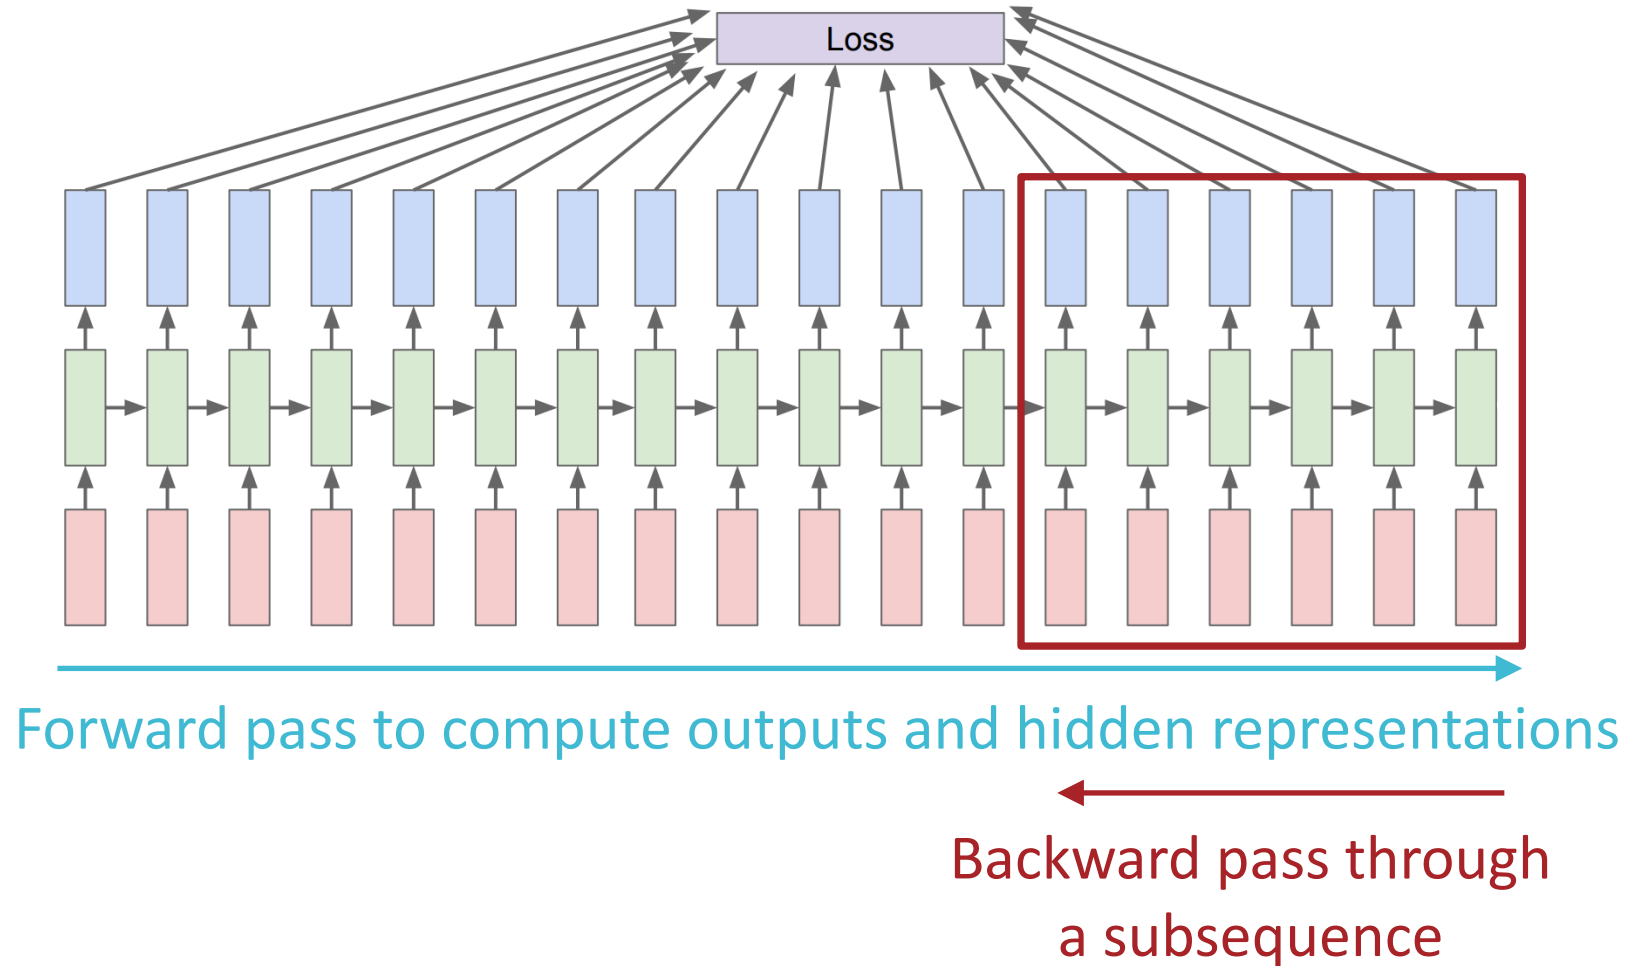 Loss
Forward pass to compute outputs and hidden representations
Backward pass through
a subsequence